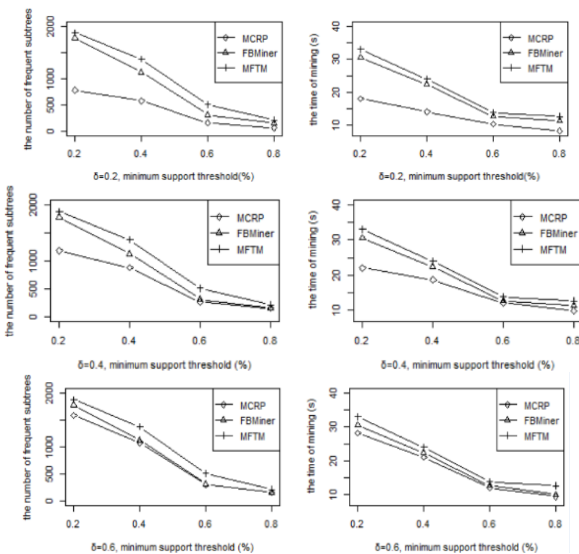 the number of frequent subtrees
2000
1500
1000
500
0
MCRP
FBMiner
MFTM
0.2 0.4 0.6 0.8
δ=0.2, minimum support threshold(%)
the time of mining (s)
40
30
20
10
MCRP
FBMiner
MFTM
0.2 0.4 0.6 0.8
δ=0.2, minimum support threshold(%)
the number of frequent subtrees
2000
1500
1000
500
0
MCRP
FBMiner
MFTM
0.2 0.4 0.6 0.8
δ=0.4, minimum support threshold (%)
the time of mining (s)
40
30
20
10
MCRP
FBMiner
MFTM
0.2 0.4 0.6 0.8
δ=0.4, minimum support threshold (%)
the number of frequent subtrees
2000
1500
1000
500
0
MCRP
FBMiner
MFTM
0.2 0.4 0.6 0.8
δ=0.6, minimum support threshold (%)
the time of mining (s)
40
30
20
10
MCRP
FBMiner
MFTM
0.2 0.4 0.6 0.8
δ=0.6, minimum support threshold (%)